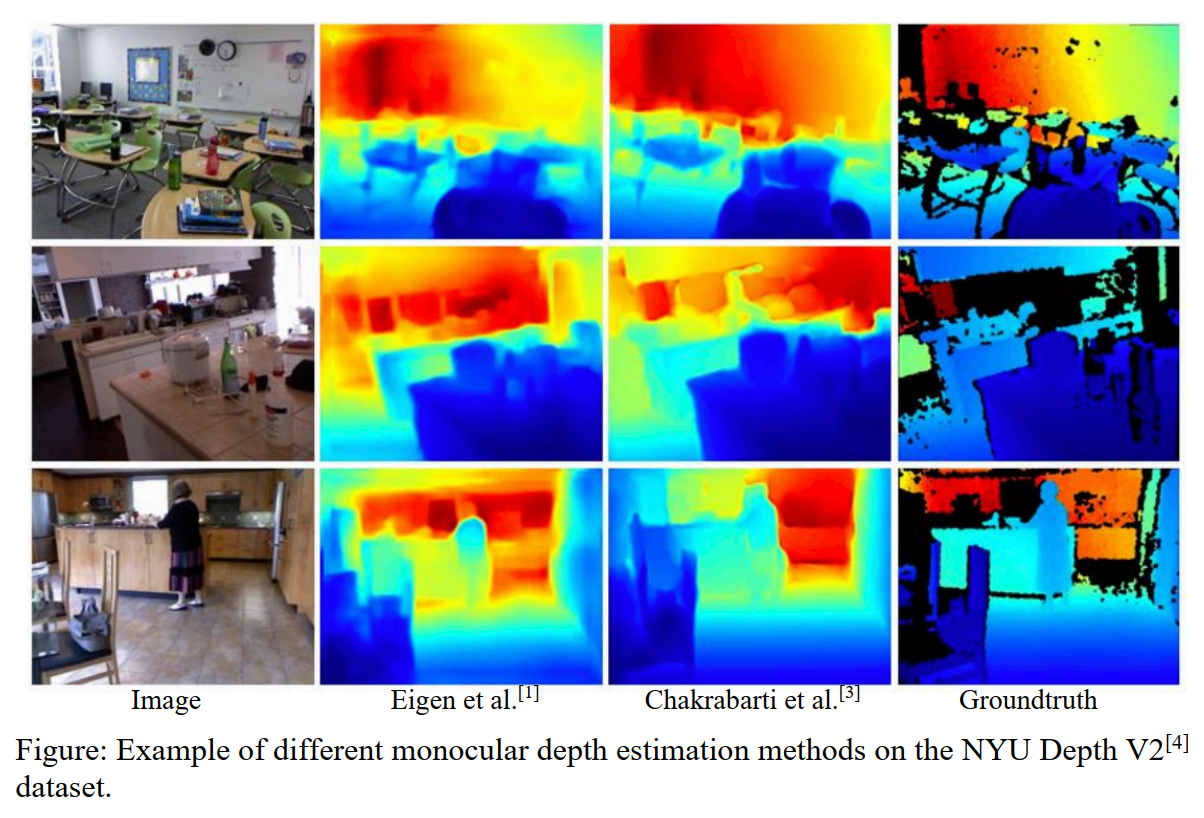 Image
Eigen et al.[1]
Chakrabarti et al.[3]
Groundtruth
Figure: Example of different monocular depth estimation methods on the NYU Depth V2[4]
dataset.